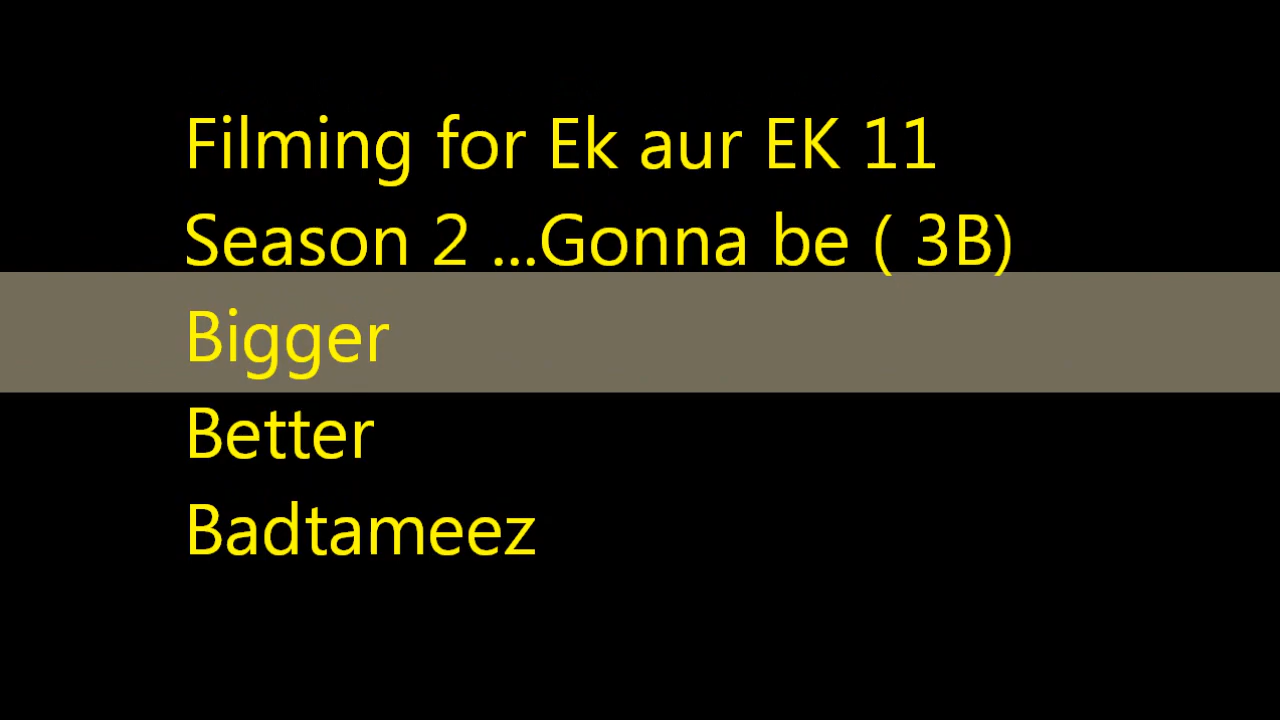 Filming for Ek aur EK 11
Season 2 ...Gonna be ( 3B)
Bigger
Better
Badtameez